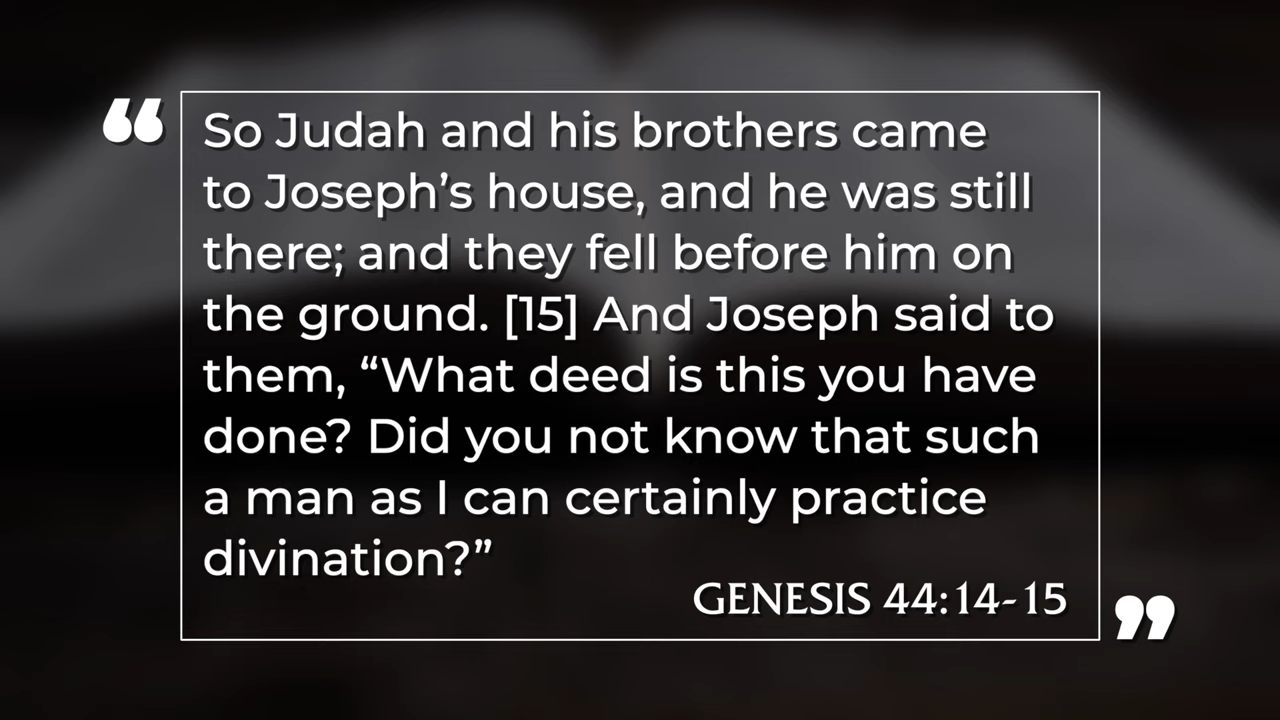 “
So Judah and his brothers came
to Joseph’s house, and he was still
there; and they fell before him on
the ground. [15] And Joseph said to
them, “What deed is this you have
done? Did you not know that such
a man as I can certainly practice
divination?”
GENESIS 44:14-15
”